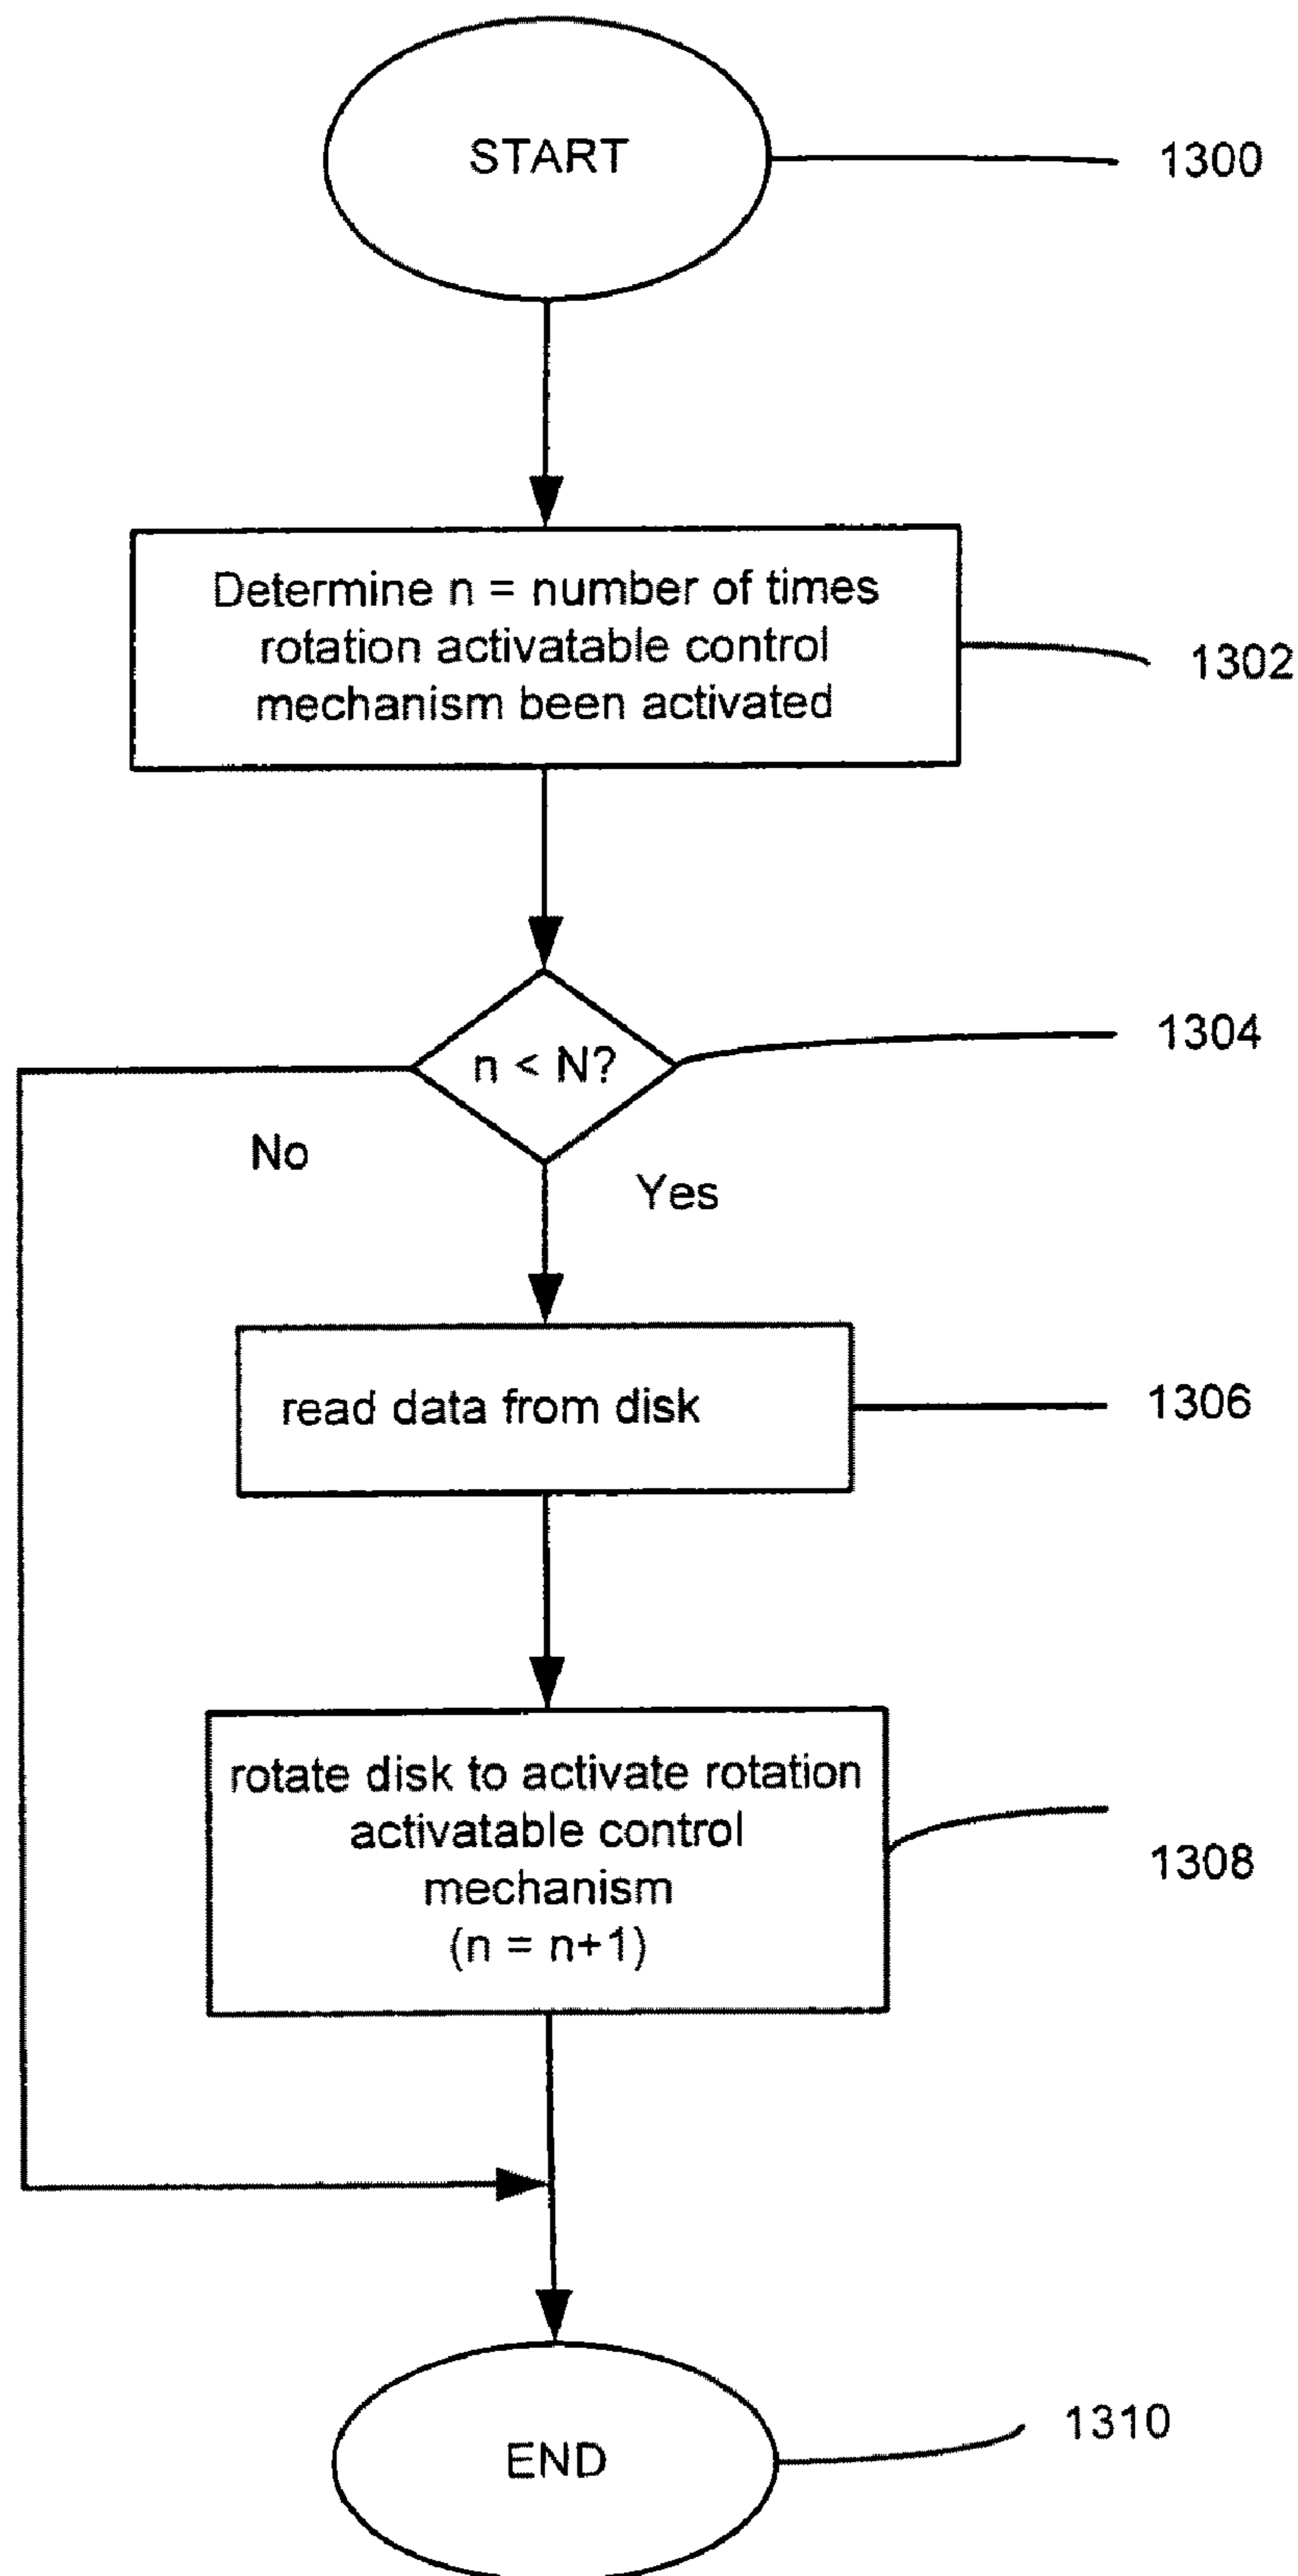 START
1300
Determine n = number of times
rotation activatable control
mechanism been activated
1302
n < N?
1304
No
Yes
read data from disk
1306
rotate disk to activate rotation
activatable control
mechanism
(n = n+1)
1308
END
1310